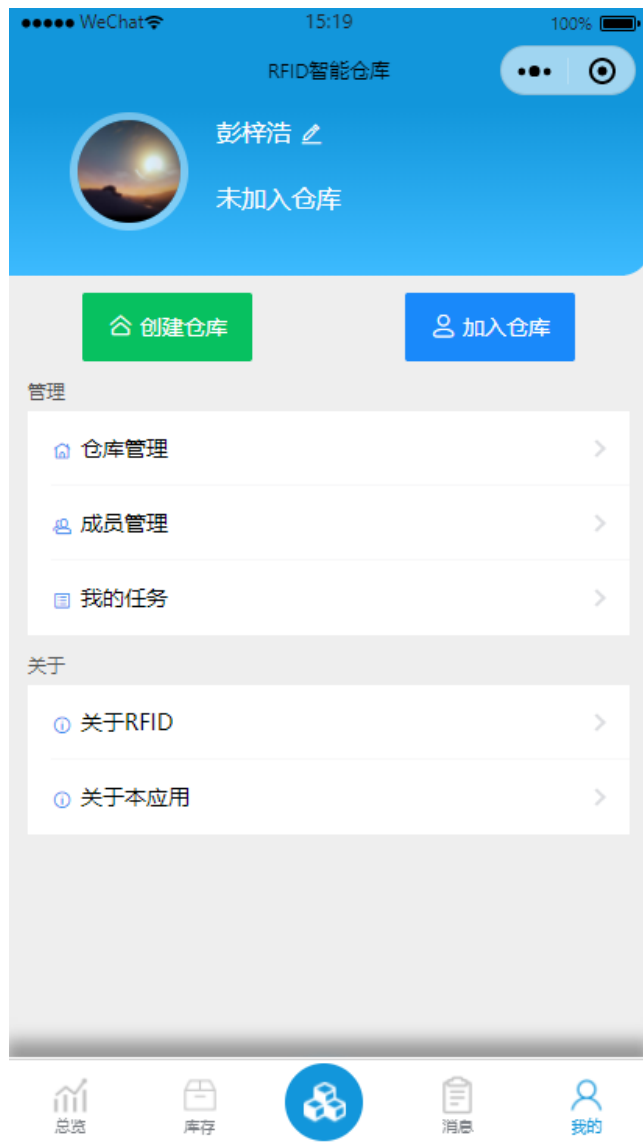 WeChat 15:19 100%
RFID智能仓库
彭梓浩
未加入仓库
创建仓库 加入仓库
管理
仓库管理
成员管理
我的任务
关于
关于RFID
关于本应用
总览 库存 消息 我的